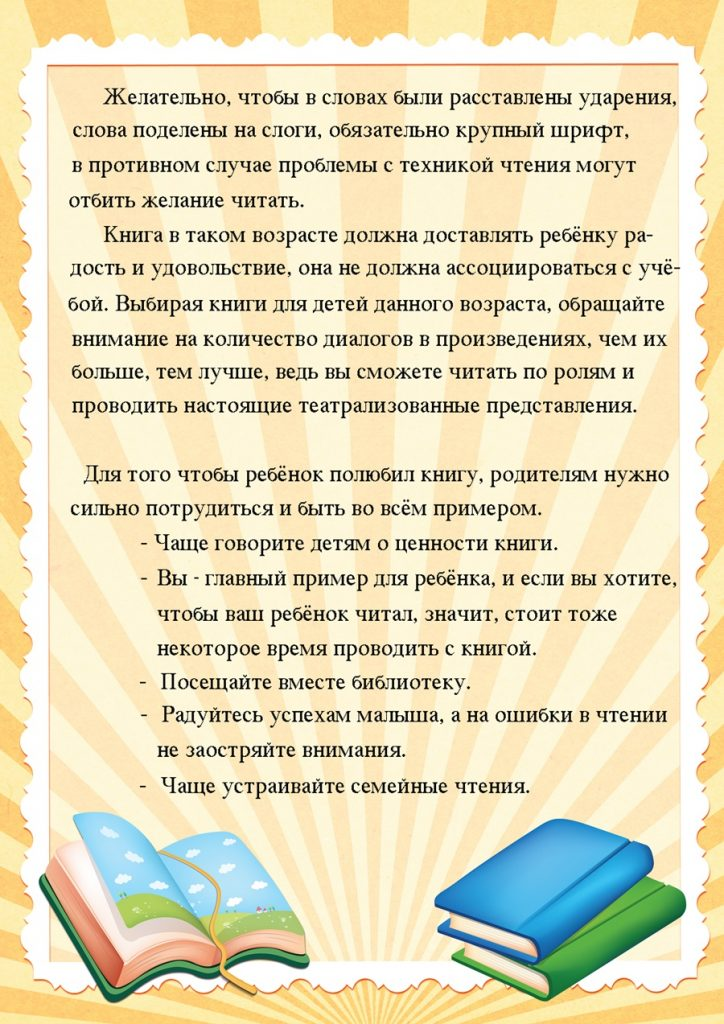 Желательно, чтобы в словах были расставлены ударения,
слова поделены на слоги, обязательно крупный шрифт,
в противном случае проблемы с техникой чтения могут
отбить желание читать.
Книга в таком возрасте должна доставлять ребёнку ра-
дость и удовольствие, она не должна ассоциироваться с учё-
бой. Выбирая книги для детей данного возраста, обращайте
внимание на количество диалогов в произведениях, чем их
больше, тем лучше, ведь вы сможете читать по ролям и
проводить настоящие театрализованные представления.
Для того чтобы ребёнок полюбил книгу, родителям нужно
сильно потрудиться и быть во всём примером.
- Чаще говорите детям о ценности книги.
- Вы - главный пример для ребёнка, и если вы хотите,
чтобы ваш ребёнок читал, значит, стоит тоже
некоторое время проводить с книгой.
- Посещайте вместе библиотеку.
- Радуйтесь успехам малыша, а на ошибки в чтении
не заостряйте внимания.
- Чаще устраивайте семейные чтения.